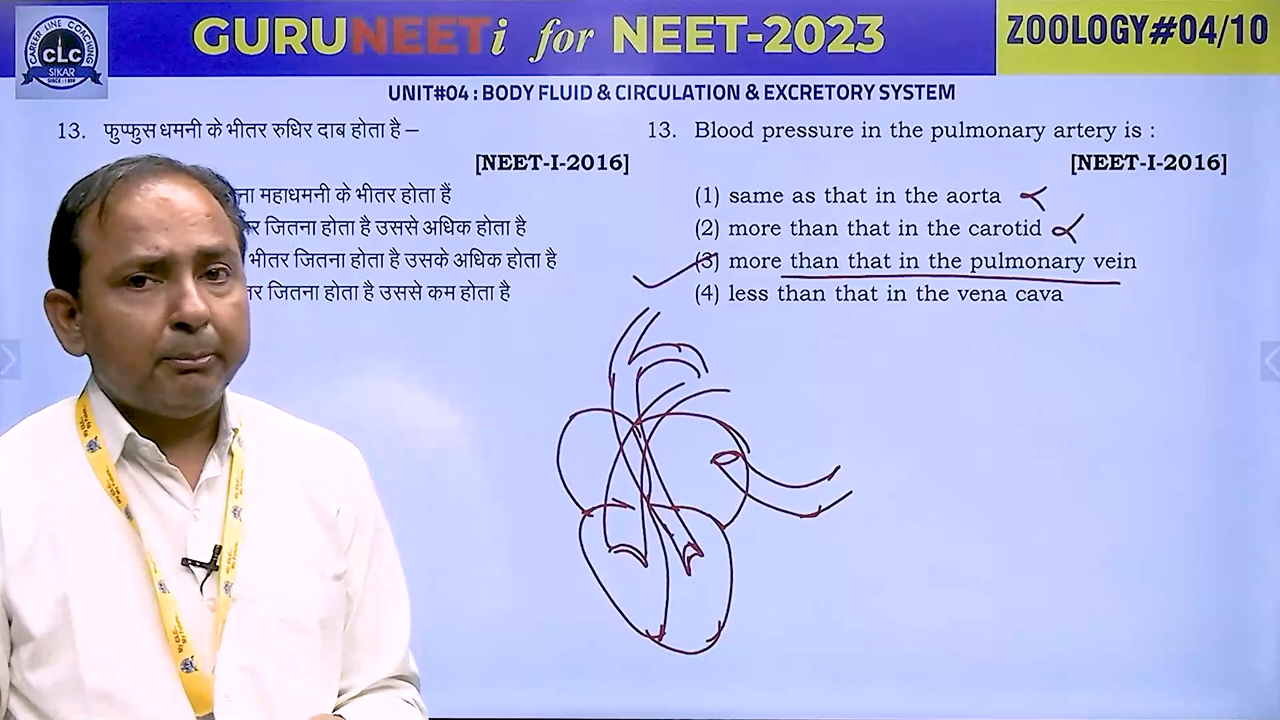 CAREER LINE COACHING
CLC
SIKAR
SINCE : 1996
GURUNEETi for NEET-2023
ZOOLOGY#04/10
UNIT#04 : BODY FLUID & CIRCULATION & EXCRETORY SYSTEM
13. फुफ्फुस धमनी के भीतर रुधिर दाब होता है –
[NEET-I-2016]
महाधमनी के भीतर होता हैं
जितना होता है उससे अधिक होता है
भीतर जितना होता है उसके अधिक होता है
जितना होता है उससे कम होता है
13. Blood pressure in the pulmonary artery is :
[NEET-I-2016]
(1) same as that in the aorta
(2) more than that in the carotid
(3) more than that in the pulmonary vein
(4) less than that in the vena cava